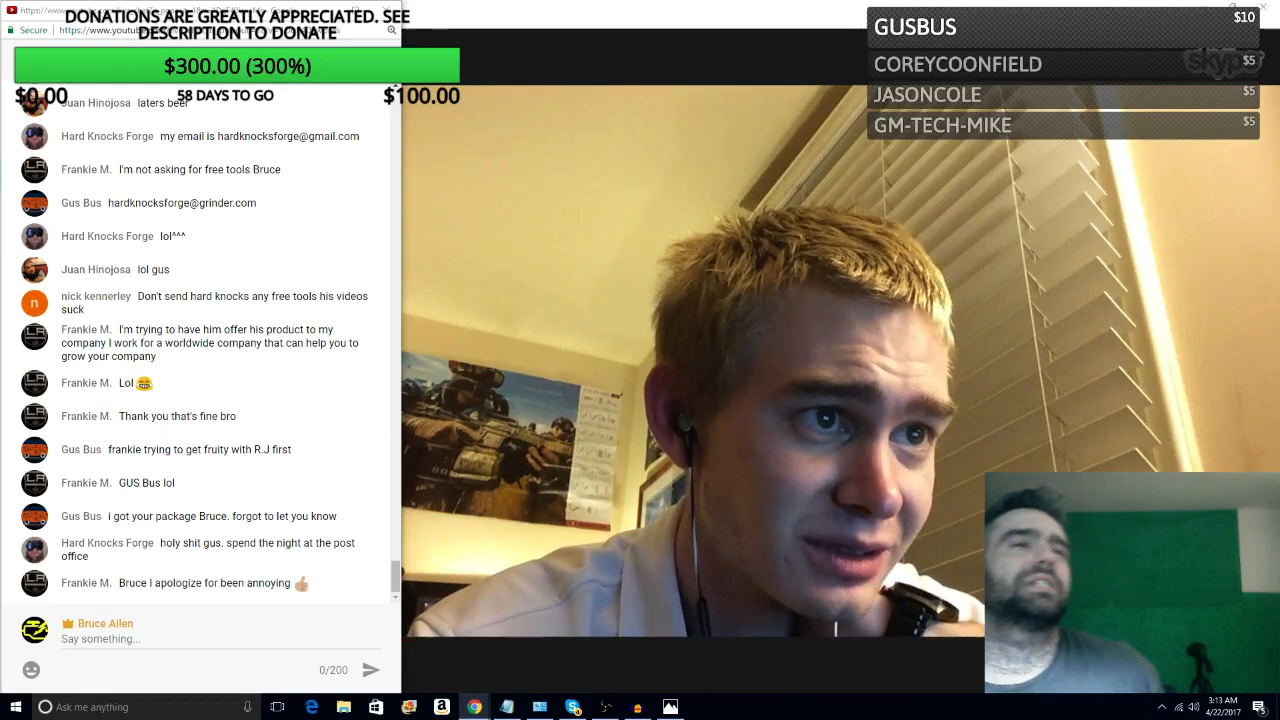 DONATIONS ARE GREATLY APPRECIATED. SEE
DESCRIPTION TO DONATE
Secure
$300.00 (300%)
$0.00
58 DAYS TO GO
$100.00
Juan Hinojosa laters beer
Hard Knocks Forge my email is hardknocksforge@gmail.com
Frankie M. I'm not asking for free tools Bruce
Gus Bus hardknocksforge@grinder.com
Hard Knocks Forge lol^^^
Juan Hinojosa lol gus
nick kennerley Don't send hard knocks any free tools his videos
suck
Frankie M. I'm trying to have him offer his product to my
company I work for a worldwide company that can help you to
grow your company
Frankie M. Lol 😂
Frankie M. Thank you that's fine bro
Gus Bus frankie trying to get fruity with R.J first
Frankie M. GUS Bus lol
Gus Bus i got your package Bruce. forgot to let you know
Hard Knocks Forge holy shit gus. spend the night at the post
office
Frankie M. Bruce I apologize for been annoying 👍🏼
Bruce Allen
Say something...
0/200
GUSBUS $10
COREYCOONFIELD $5
JASONCOLE $5
GM-TECH-MIKE $5
skype
Ask me anything
3:13 AM
4/22/2017